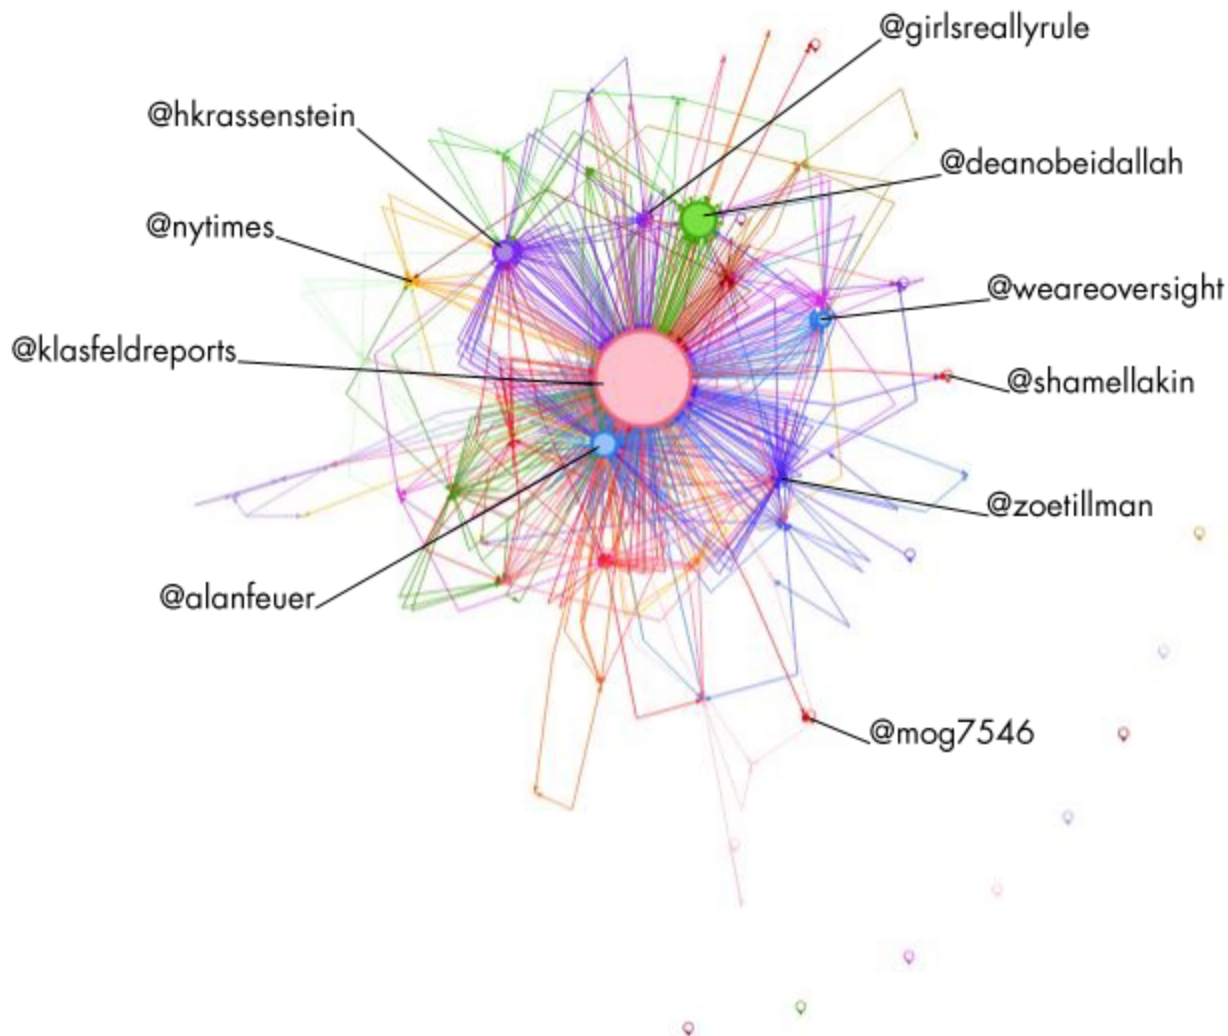 @girlsreallyrule
@hkrassenstein
@deanobeidallah
@nytimes
@weareoversight
@klasfeldreports
@shamellakin
@zoetillman
@alanfeuer
@mog7546